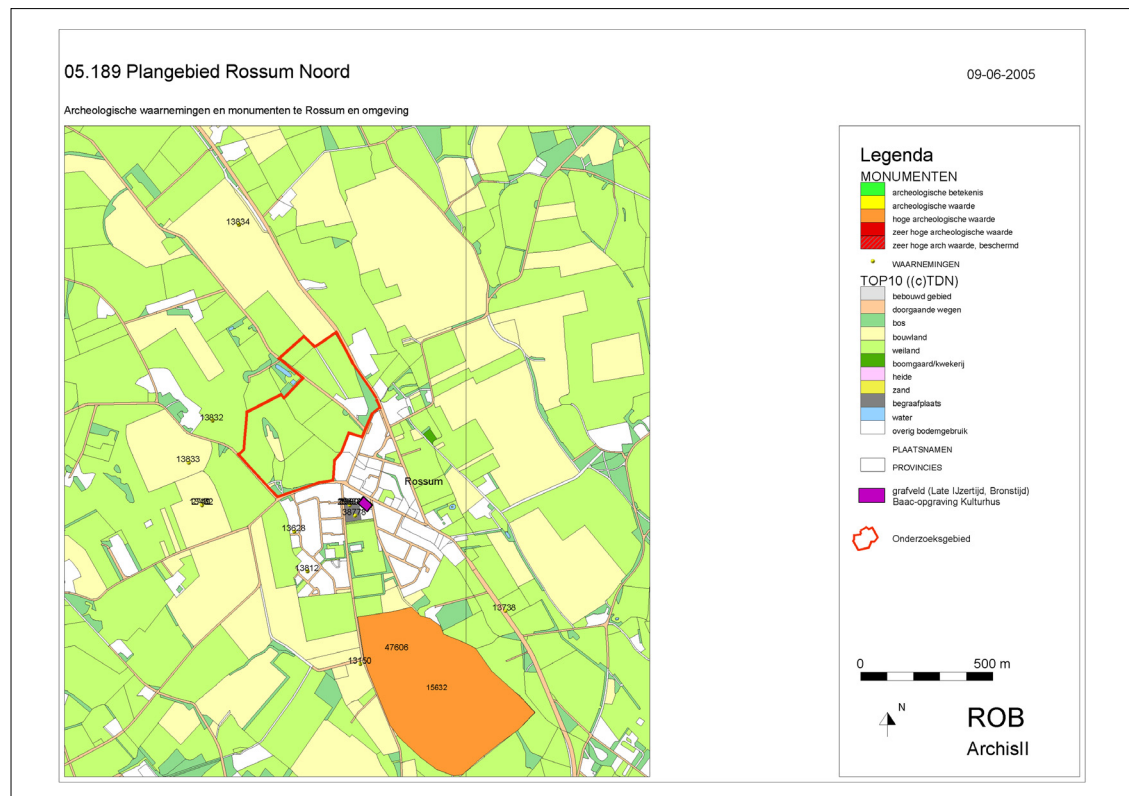 05.189 Plangebied Rossum Noord
09-06-2005
Archeologische waarnemingen en monumenten te Rossum en omgeving
13834
13832
13833
Rossum
38778
13628
13812
13738
47606
13150
15632
Legenda
MONUMENTEN
archeologische betekenis
archeologische waarde
hoge archeologische waarde
zeer hoge archeologische waarde
zeer hoge arch waarde, beschermd
WAARNEMINGEN
TOP10 ((c)TDN)
bebouwd gebied
doorgaande wegen
bos
bouwland
weiland
boomgaard/kwekerij
heide
zand
begraafplaats
water
overig bodemgebruik
PLAATSNAMEN
PROVINCIES
grafveld (Late IJzertijd, Bronstijd)
Baac-opgraving Kulturhus
Onderzoeksgebied
0 500 m
N
ROB
ArchisII